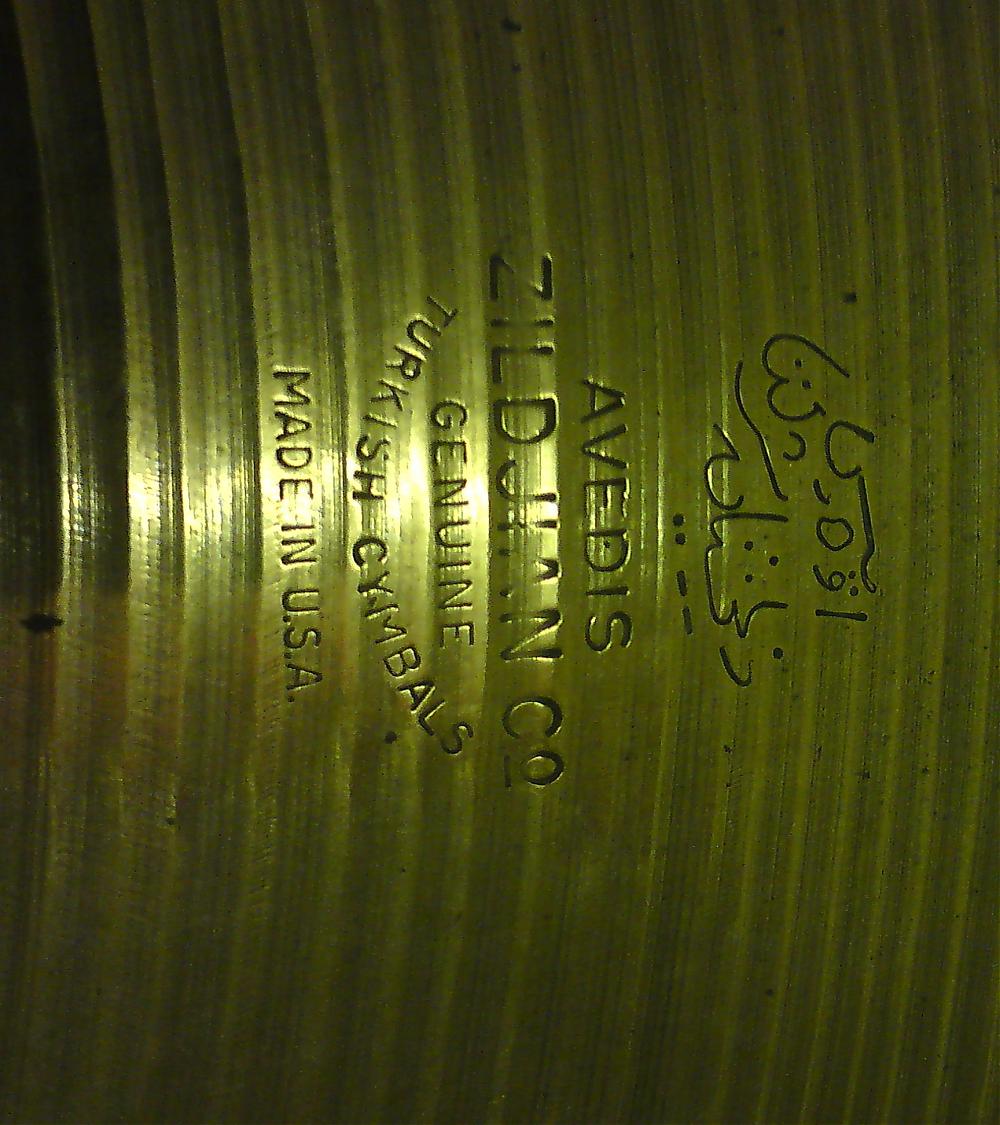 AVEDIS
ZILDJIAN CO
GENUINE
TURKISH CYMBALS
MADE IN U.S.A.